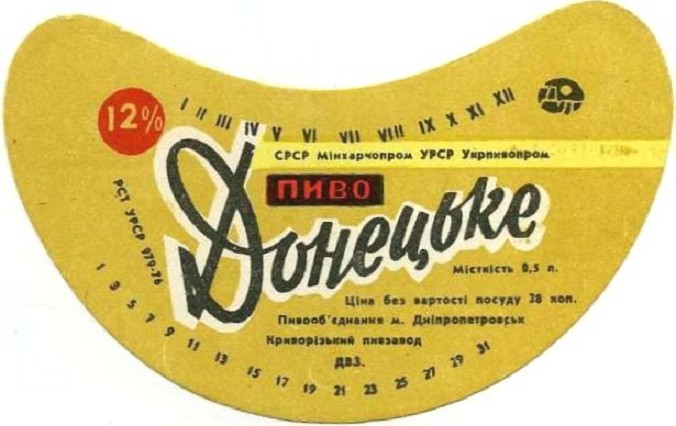 12%
I II III IV V VI VII VIII IX X XI XII
СРСР Мінхарчопром УРСР Укрпивопром
ПИВО
Донецьке
РСТ УРСР 979-76
Місткість 0,5 л.
Ціна без вартості посуду 28 коп.
Пивооб'єднання м. Дніпропетровськ
Криворізький пивзавод
ДВЗ.
1 3 5 7 9 11 13 15 17 19 21 23 25 27 29 31